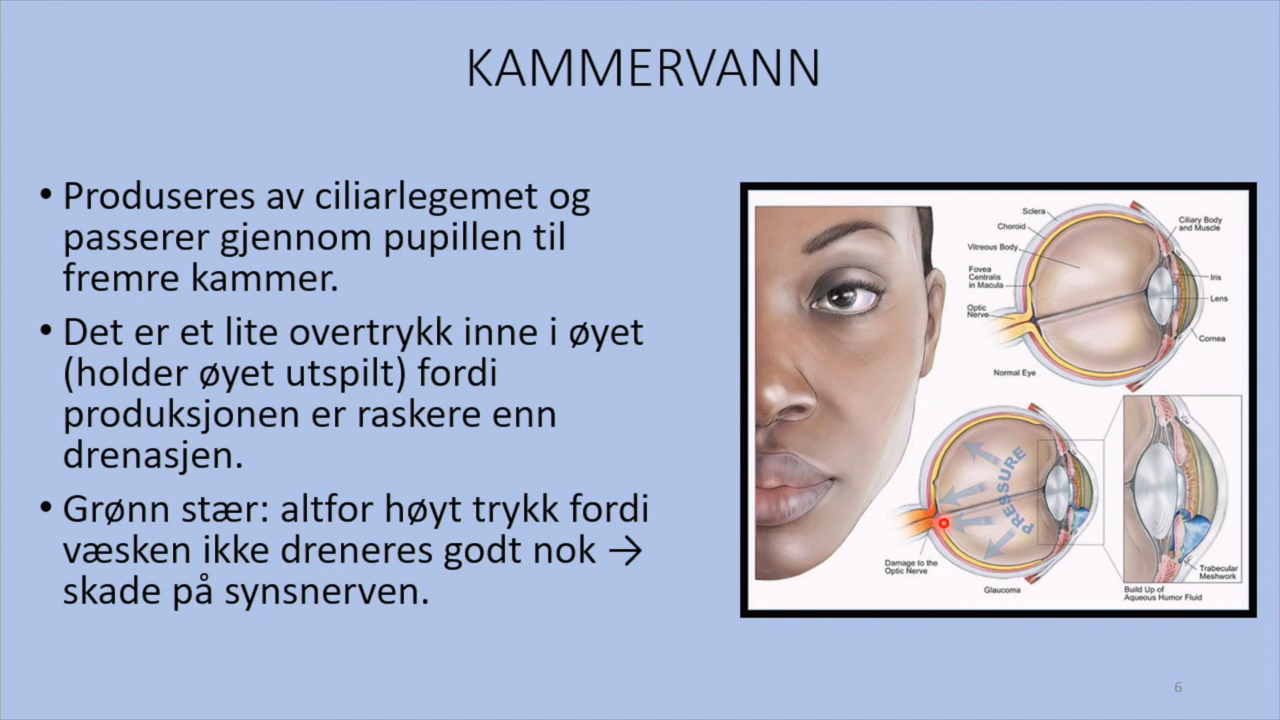 KAMMERVANN
• Produseres av ciliarlegemet og
passerer gjennom pupillen til
fremre kammer.
• Det er et lite overtrykk inne i øyet
(holder øyet utspilt) fordi
produksjonen er raskere enn
drenasjen.
• Grønn stær: altfor høyt trykk fordi
væsken ikke dreneres godt nok →
skade på synsnerven.
Sclera
Choroid
Vitreous Body
Fovea
Centralis
in Macula
Optic
Nerve
Ciliary Body
and Muscle
Iris
Lens
Cornea
Normal Eye
PRESSURE
Damage to the
Optic Nerve
Glaucoma
Trabecular
Meshwork
Build Up of
Aqueous Humor Fluid
6